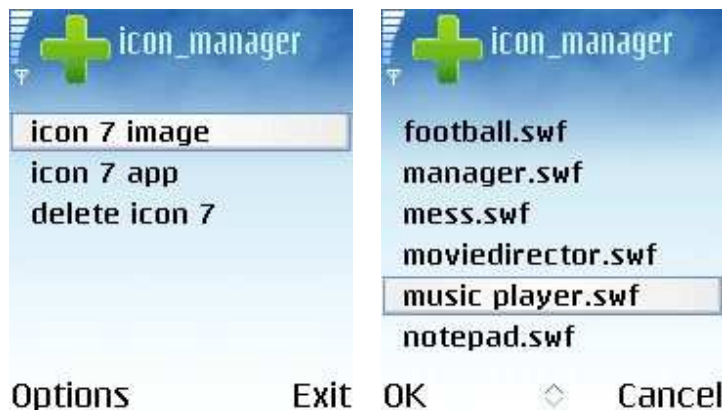 icon_manager
icon 7 image
icon 7 app
delete icon 7
Options Exit
icon_manager
football.swf
manager.swf
mess.swf
moviedirector.swf
music player.swf
notepad.swf
OK Cancel